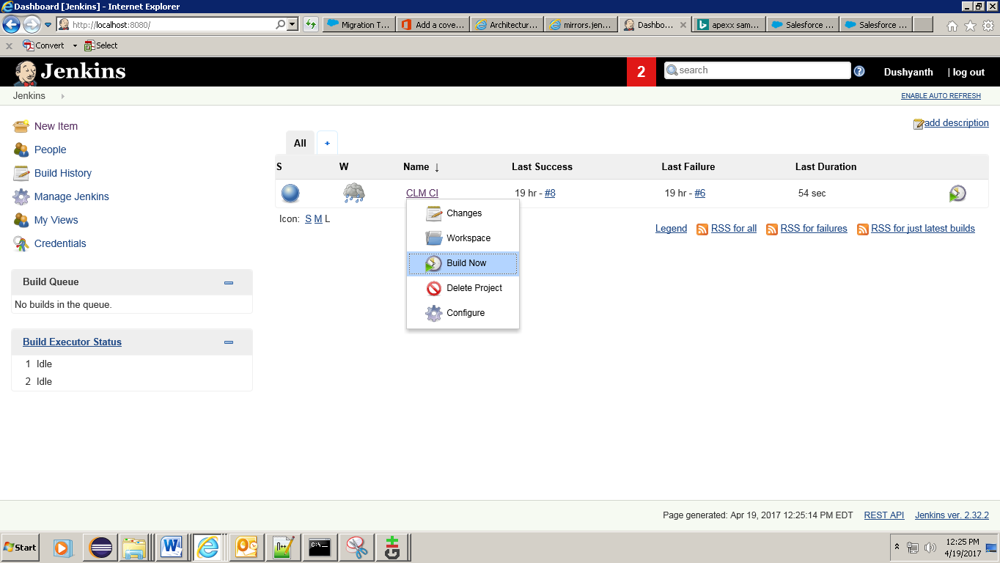 Dashboard [Jenkins] - Internet Explorer
http://localhost:8080/
Migration T...
Add a cove...
Architectur...
mirrors.jen...
Dashbo...
apexx sam...
Salesforce ...
Salesforce ...
Convert
Select
Jenkins
2
search
Dushyanth
| log out
Jenkins
ENABLE AUTO REFRESH
New Item
People
Build History
Manage Jenkins
My Views
Credentials
Build Queue
No builds in the queue.
Build Executor Status
1 Idle
2 Idle
add description
All
+
S W Name ↓ Last Success Last Failure Last Duration
CLM CI 19 hr - #8 19 hr - #6 54 sec
Icon: S M L
Changes
Workspace
Build Now
Delete Project
Configure
Legend RSS for all RSS for failures RSS for just latest builds
Page generated: Apr 19, 2017 12:25:14 PM EDT REST API Jenkins ver. 2.32.2
Start
12:25 PM
4/19/2017